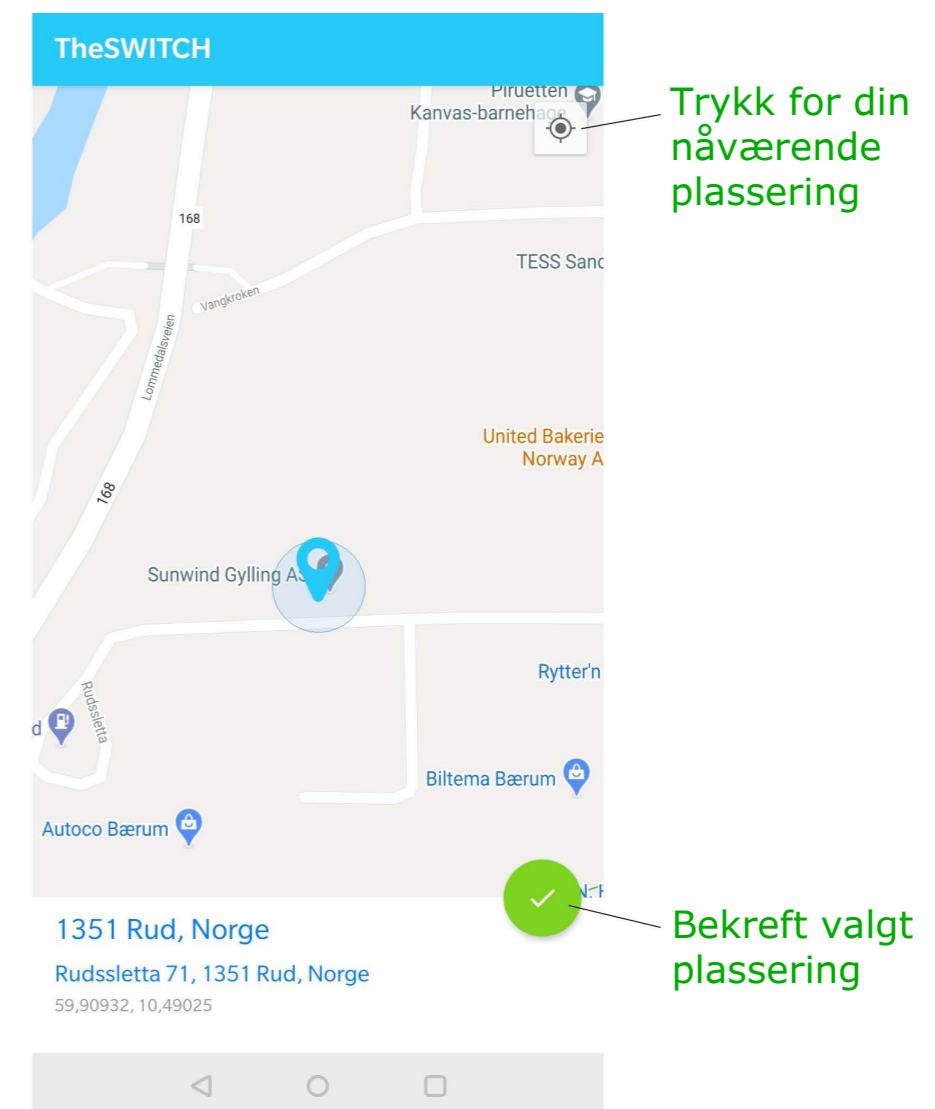 TheSWITCH
Piruetten
Kanvas-barnehage
Trykk for din
nåværende
plassering
168
TESS Sand
Vangkroken
Lommedalsveien
United Bakerie
Norway A
168
Sunwind Gylling AS
Rytter'n
Rudssletta
d
Biltema Bærum
Autoco Bærum
1351 Rud, Norge
Bekreft valgt
plassering
Rudssletta 71, 1351 Rud, Norge
59,90932, 10,49025